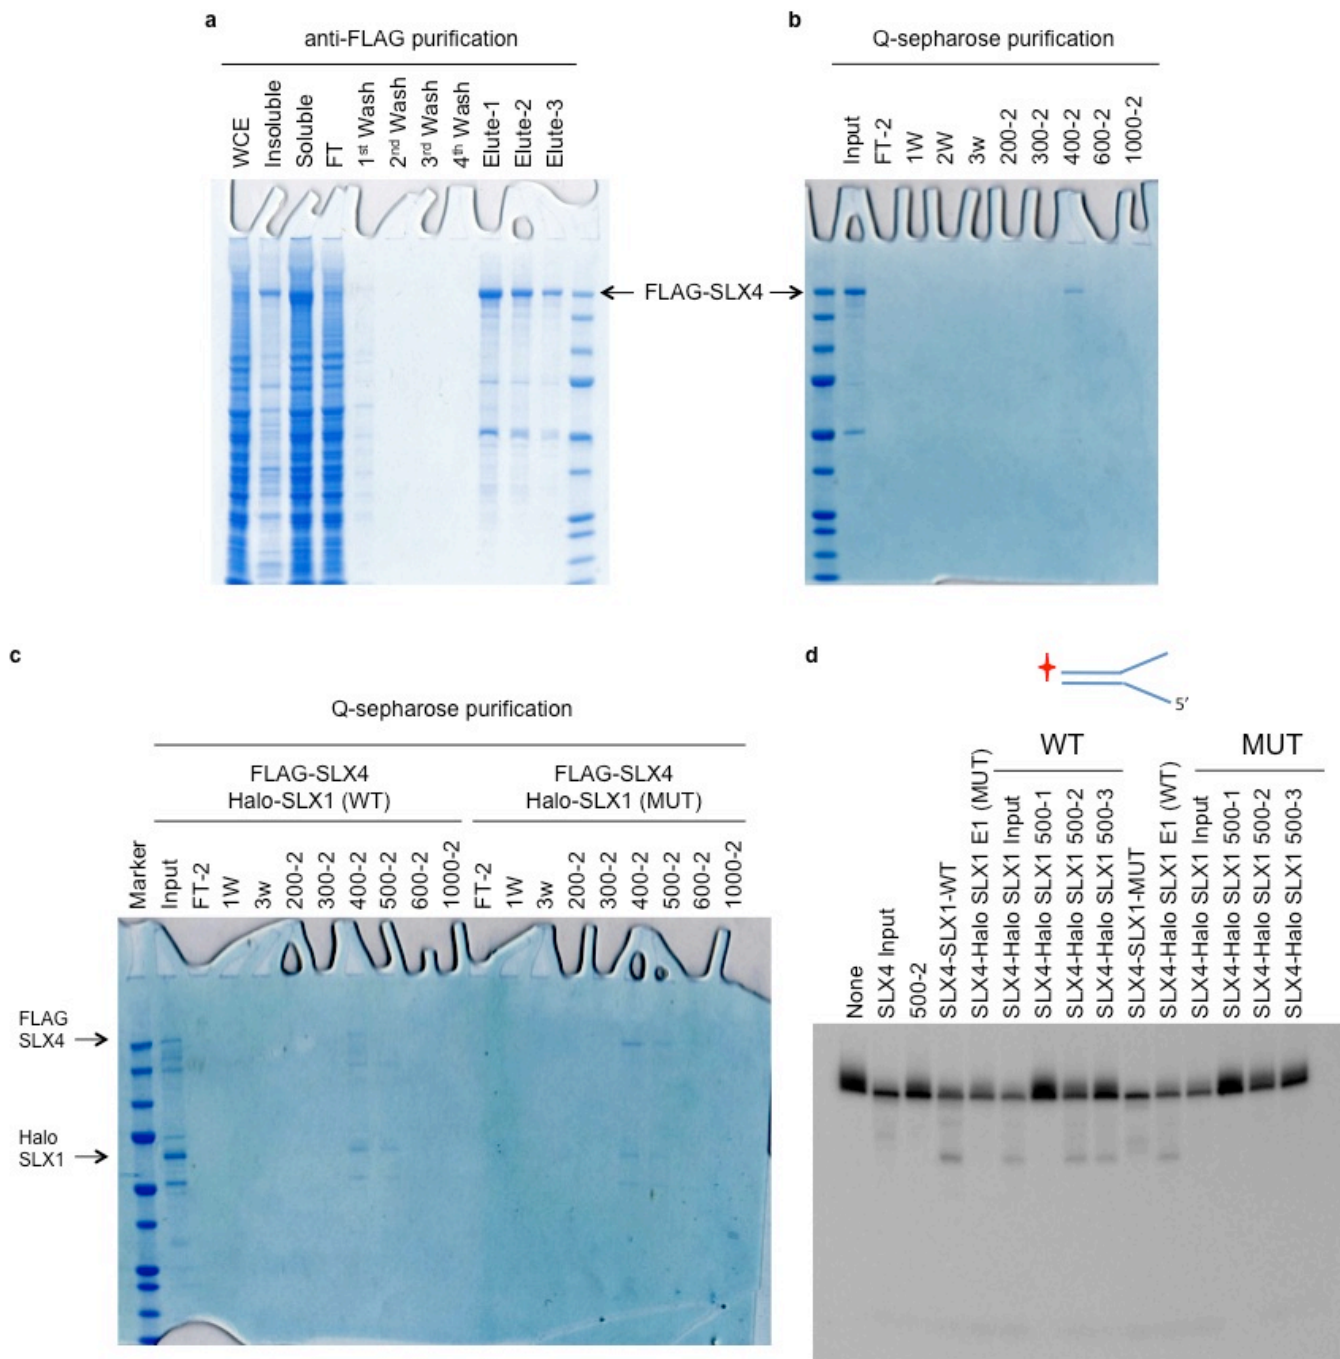 a
anti-FLAG purification
WCE
Insoluble
Soluble
FT
1st Wash
2nd Wash
3rd Wash
4th Wash
Elute-1
Elute-2
Elute-3
FLAG-SLX4
b
Q-sepharose purification
Input
FT-2
1W
2W
3w
200-2
300-2
400-2
600-2
1000-2
c
Q-sepharose purification
FLAG-SLX4
Halo-SLX1 (WT)
FLAG-SLX4
Halo-SLX1 (MUT)
Marker
Input
FT-2
1W
3w
200-2
300-2
400-2
500-2
600-2
1000-2
FT-2
1W
3w
200-2
300-2
400-2
500-2
600-2
1000-2
FLAG
SLX4
Halo
SLX1
d
5'
WT
MUT
None
SLX4 Input
500-2
SLX4-SLX1-WT
SLX4-Halo SLX1 E1 (MUT)
SLX4-Halo SLX1 Input
SLX4-Halo SLX1 500-1
SLX4-Halo SLX1 500-2
SLX4-Halo SLX1 500-3
SLX4-SLX1-MUT
SLX4-Halo SLX1 E1 (WT)
SLX4-Halo SLX1 Input
SLX4-Halo SLX1 500-1
SLX4-Halo SLX1 500-2
SLX4-Halo SLX1 500-3